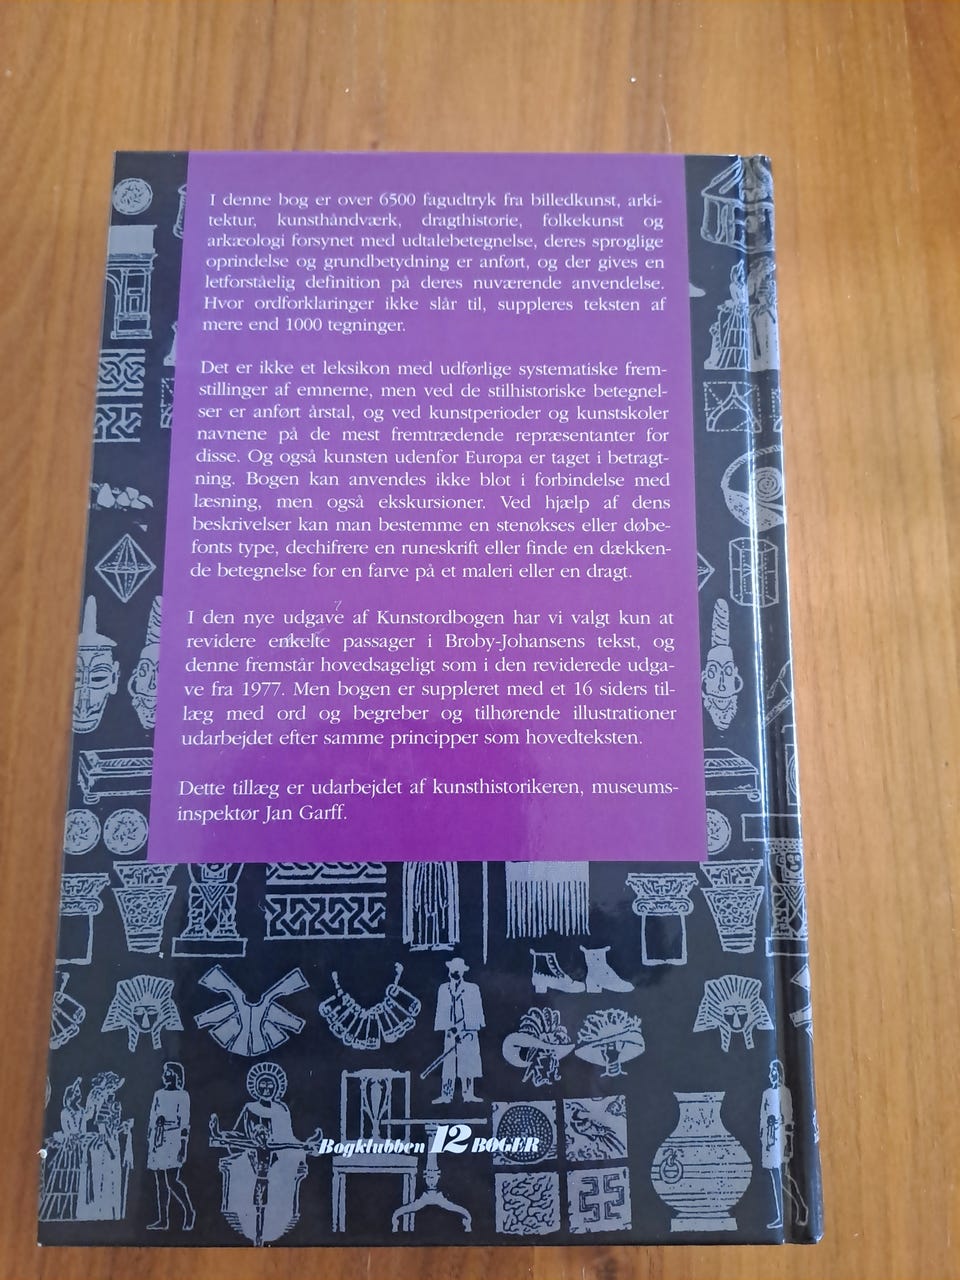 I denne bog er over 6500 fagudtryk fra billedkunst, arki-
tektur, kunsthåndværk, dragthistorie, folkekunst og
arkæologi forsynet med udtalebetegnelse, deres sproglige
oprindelse og grundbetydning er anført, og der gives en
letforståelig definition på deres nuværende anvendelse.
Hvor ordforklaringer ikke slår til, suppleres teksten af
mere end 1000 tegninger.
Det er ikke et leksikon med udførlige systematiske frem-
stillinger af emnerne, men ved de stilhistoriske betegnel-
ser er anført årstal, og ved kunstperioder og kunstskoler
navnene på de mest fremtrædende repræsentanter for
disse. Og også kunsten udenfor Europa er taget i betragt-
ning. Bogen kan anvendes ikke blot i forbindelse med
læsning, men også ekskursioner. Ved hjælp af dens
beskrivelser kan man bestemme en stenøkses eller døbe-
fonts type, dechifrere en runeskrift eller finde en dækken-
de betegnelse for en farve på et maleri eller en dragt.
I den nye udgave af Kunstordbogen har vi valgt kun at
revidere enkelte passager i Broby-Johansens tekst, og
denne fremstår hovedsageligt som i den reviderede udga-
ve fra 1977. Men bogen er suppleret med et 16 siders til-
læg med ord og begreber og tilhørende illustrationer
udarbejdet efter samme principper som hovedteksten.
Dette tillæg er udarbejdet af kunsthistorikeren, museums-
inspektør Jan Garff.
Bogklubben 12 BØGER